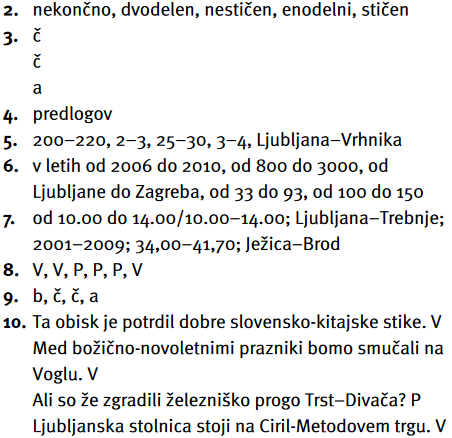 2. nekončno, dvodelen, nestičen, enodelni, stičen
3. č
č
a
4. predlogov
5. 200–220, 2–3, 25–30, 3–4, Ljubljana–Vrhnika
6. v letih od 2006 do 2010, od 800 do 3000, od
Ljubljane do Zagreba, od 33 do 93, od 100 do 150
7. od 10.00 do 14.00/10.00–14.00; Ljubljana–Trebnje;
2001–2009; 34,00–41,70; Ježica–Brod
8. V, V, P, P, P, V
9. b, č, č, a
10. Ta obisk je potrdil dobre slovensko-kitajske stike. V
Med božično-novoletnimi prazniki bomo smučali na
Voglu. V
Ali so že zgradili železniško progo Trst–Divača? P
Ljubljanska stolnica stoji na Ciril-Metodovem trgu. V